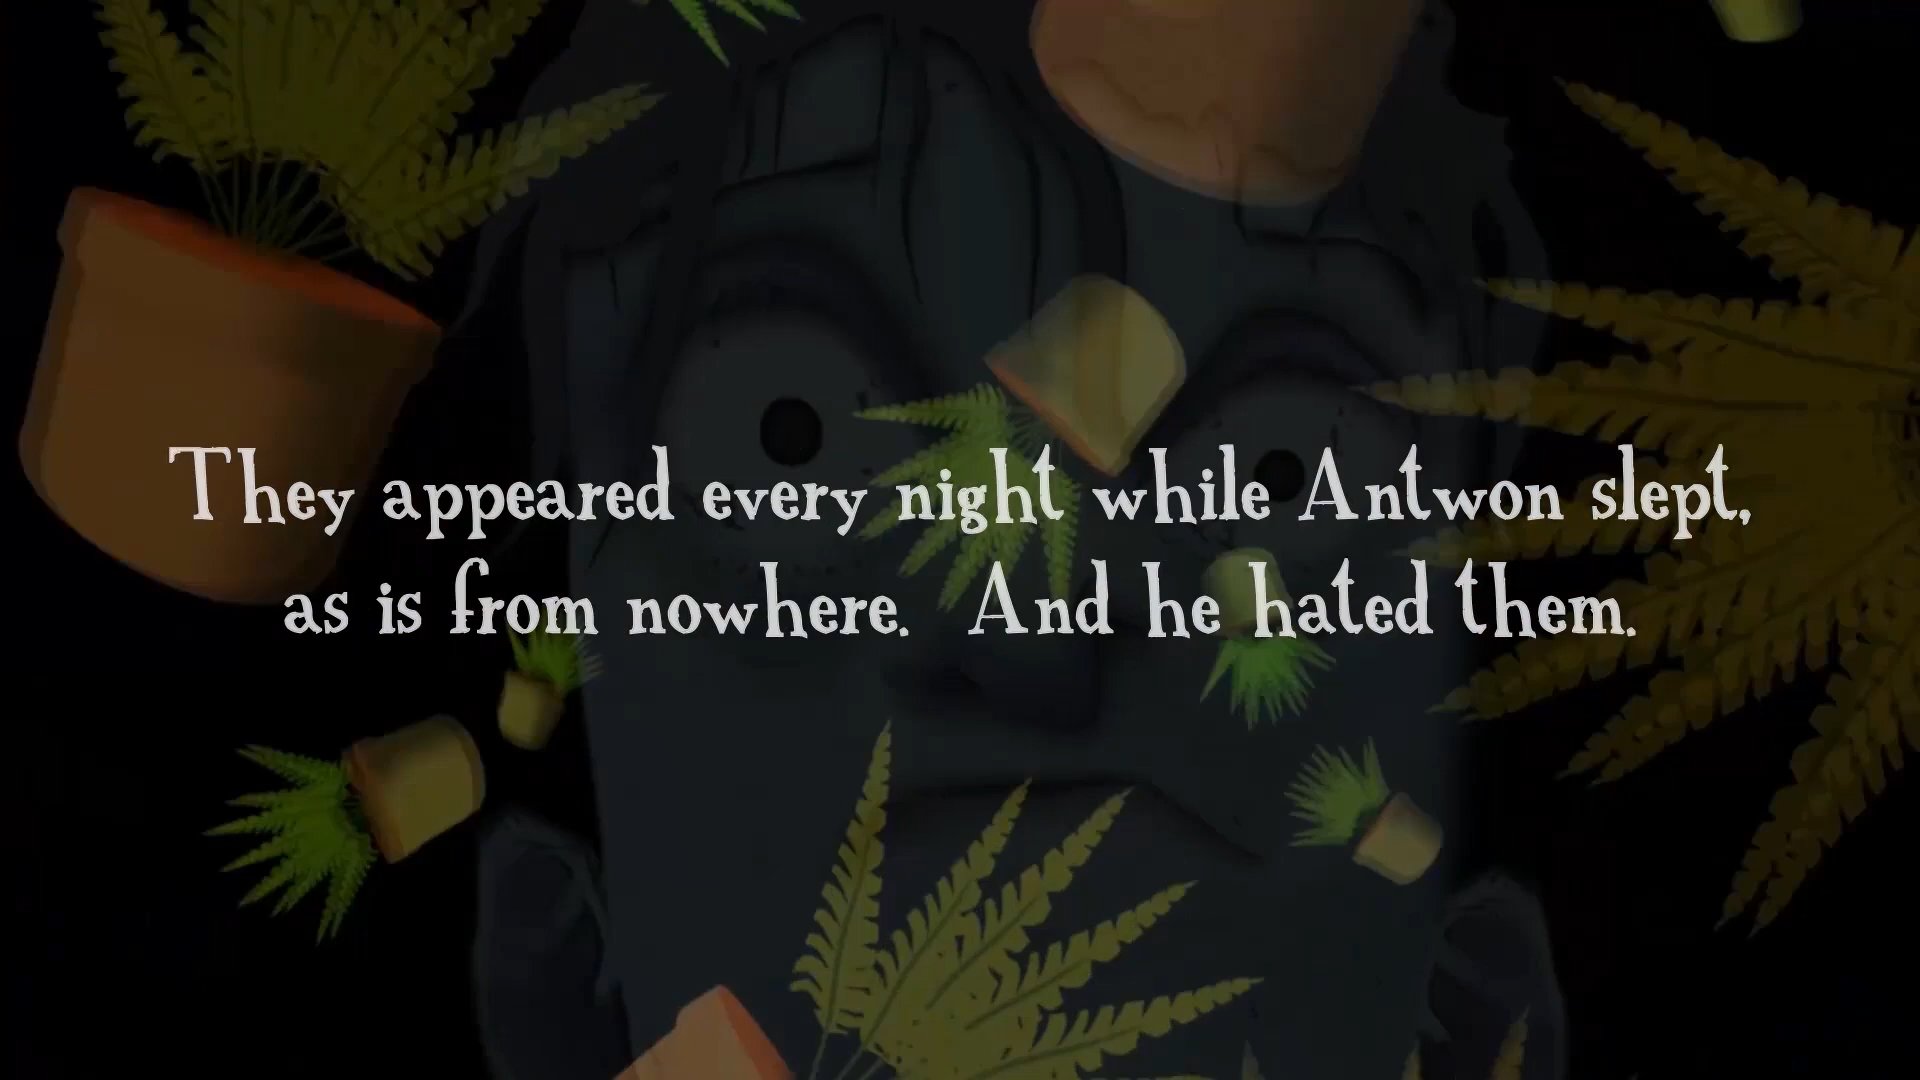 They appeared every night while Antwon slept,
as is from nowhere. And he hated them.